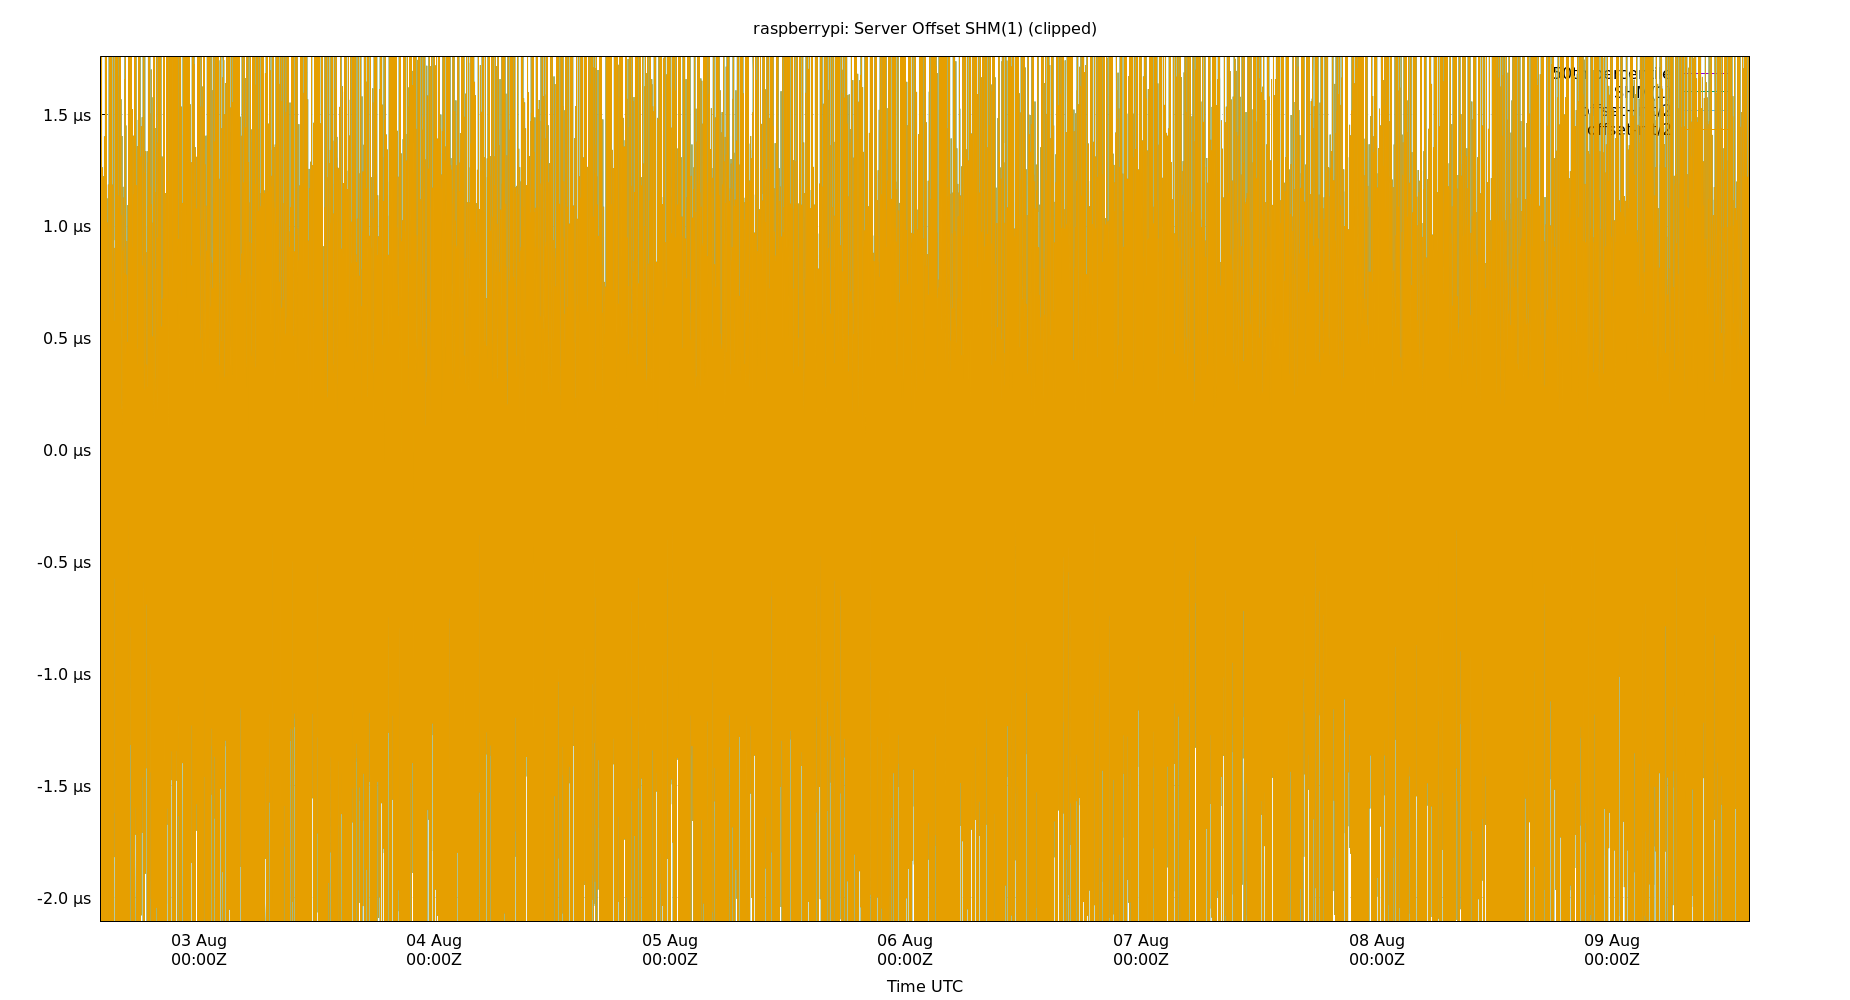 raspberrypi: Server Offset SHM(1) (clipped)
1.5 µs
1.0 µs
0.5 µs
0.0 µs
-0.5 µs
-1.0 µs
-1.5 µs
-2.0 µs
03 Aug 04 Aug 05 Aug 06 Aug 07 Aug 08 Aug 09 Aug
00:00Z 00:00Z 00:00Z 00:00Z 00:00Z 00:00Z 00:00Z
Time UTC